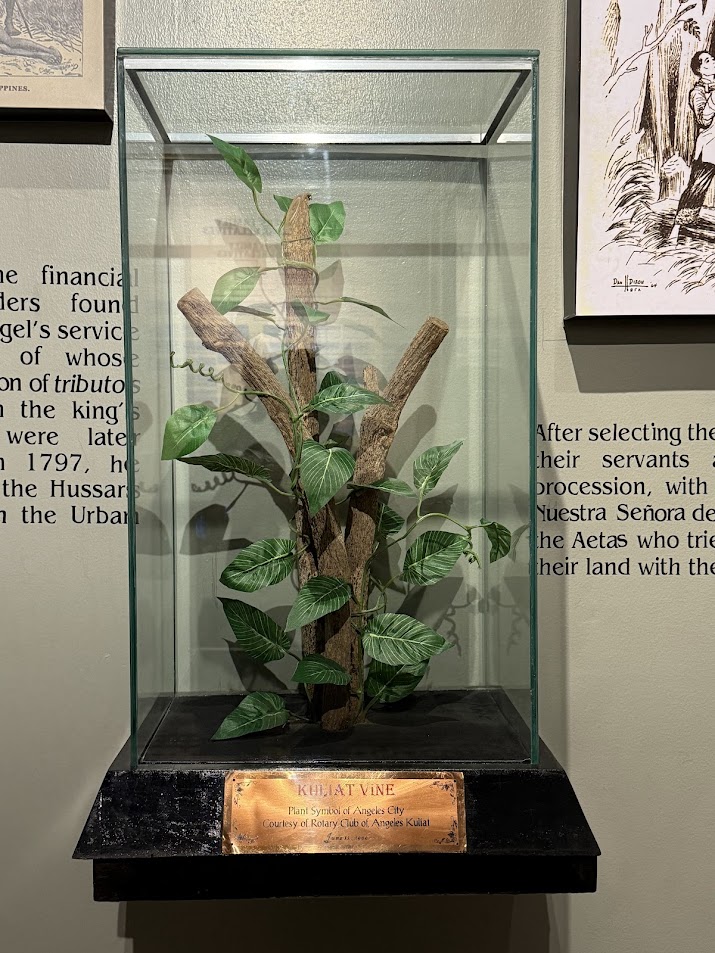 PPINES.
ne financial
ders found
gel's service
of whose
on of tributos
n the king's
were later
n 1797, he
the Hussars
n the Urban
KULIAT ViNE
Plant Symbol of Angeles City
Courtesy of Rotary Club of Angeles Kuliat
After selecting the
their servants a
procession, with
Nuestra Señora de
the Aetas who trie
their land with the